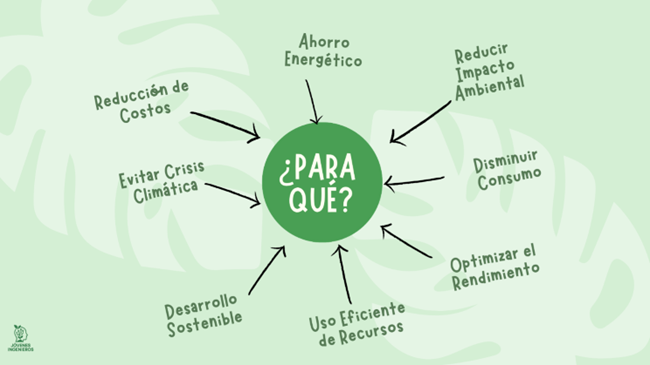 Ahorro
Energético
Reducir
Impacto
Ambiental
Reducción de
Costos
¿PARA
QUÉ?
Disminuir
Consumo
Evitar Crisis
Climática
Optimizar el
Rendimiento
Desarrollo
Sostenible
Uso Eficiente
de Recursos
JÓVENES
INGENIEROS